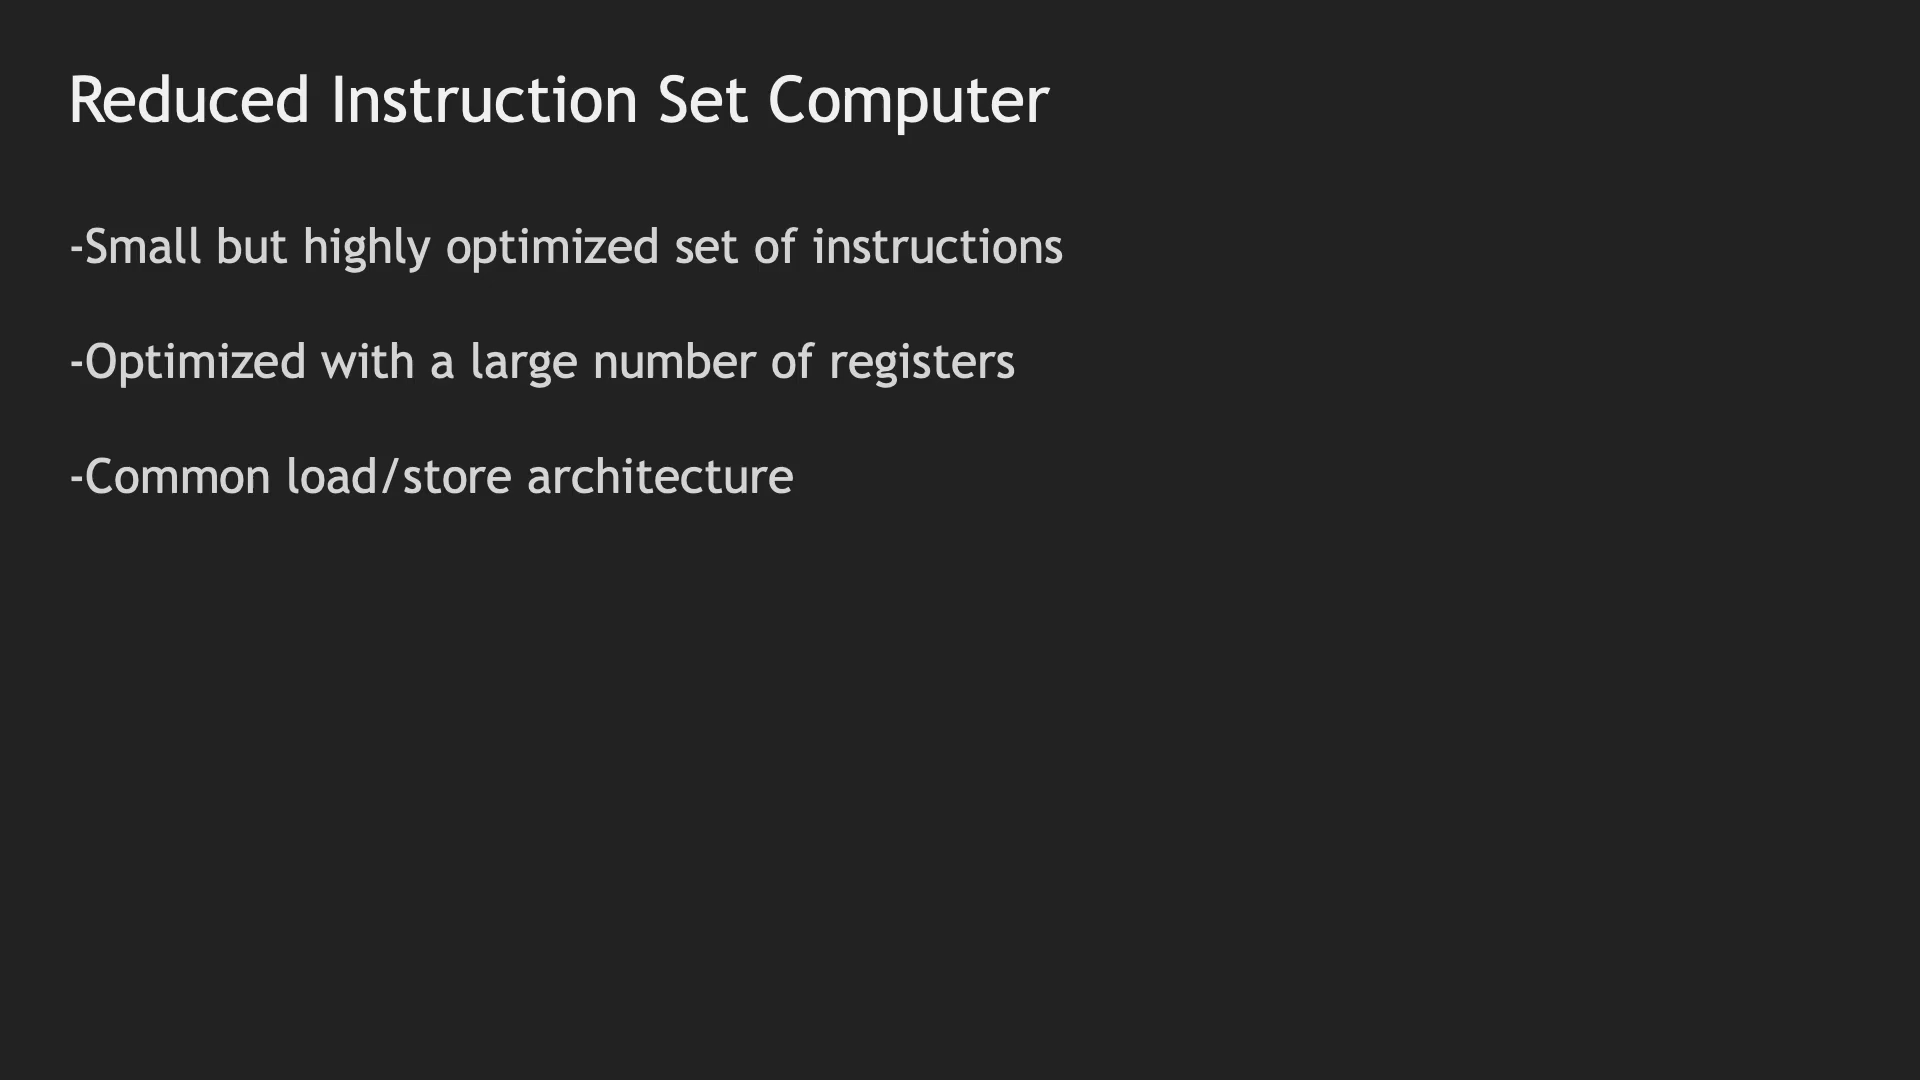 Reduced Instruction Set Computer
-Small but highly optimized set of instructions
-Optimized with a large number of registers
-Common load/store architecture